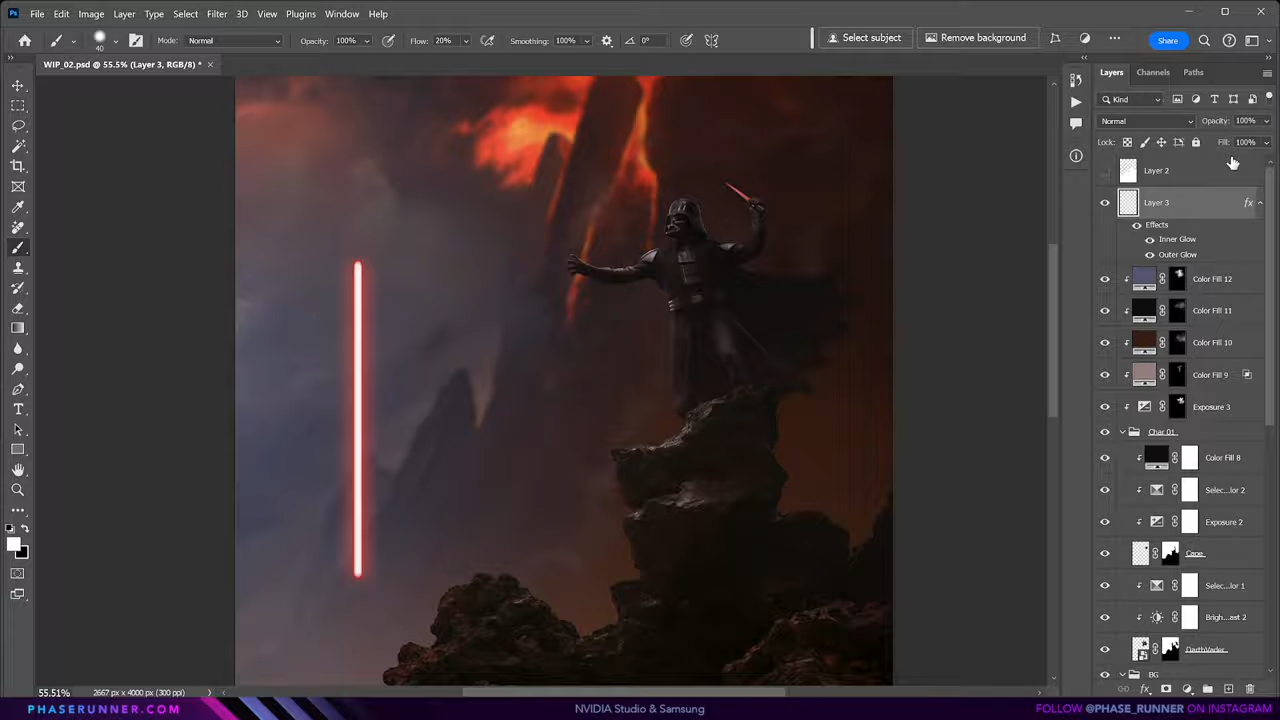 File Edit Image Layer Type Select Filter 3D View Plugins Window Help
40 Mode: Normal Opacity: 100% Flow: 20% Smoothing: 100% 0° Select subject Remove background Share
WIP_02.psd @ 55.5% (Layer 3, RGB/8) *
Layers Channels Paths
Kind
Normal Opacity: 100%
Lock: Fill: 100%
Layer 2
Layer 3 fx
Effects
Inner Glow
Outer Glow
Color Fill 12
Color Fill 11
Color Fill 10
Color Fill 9
Exposure 3
Char 01
Color Fill 8
Selec...lor 2
Exposure 2
Cape
Selec...lor 1
Brigh...ast 2
DarthVader
BG
55.51% 2667 px x 4000 px (300 ppi)
PHASERUNNER.COM NVIDIA Studio & Samsung FOLLOW @PHASE_RUNNER ON INSTAGRAM